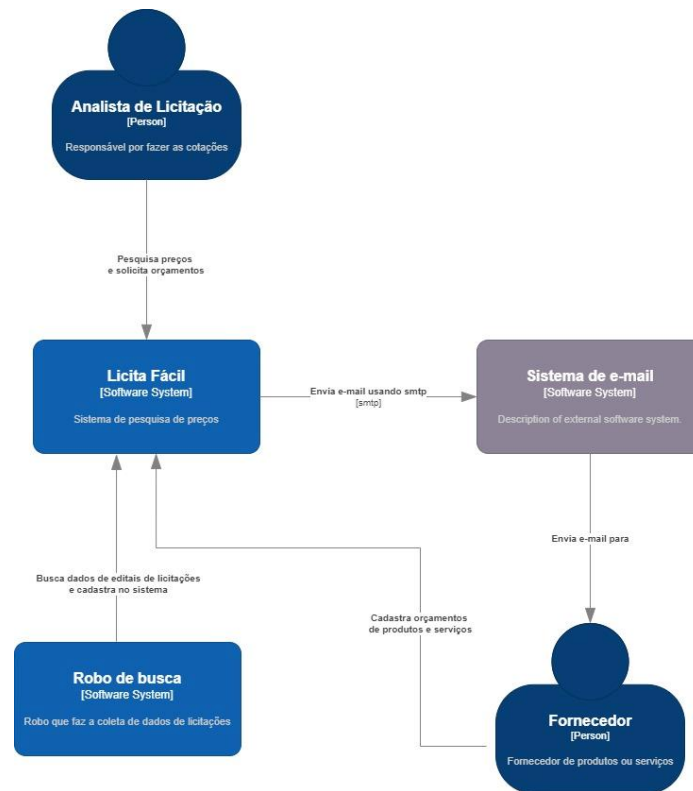 Analista de Licitação
[Person]
Responsável por fazer as cotações
Pesquisa preços
e solicita orçamentos
Licita Fácil
[Software System]
Sistema de pesquisa de preços
Envia e-mail usando smtp
[smtp]
Sistema de e-mail
[Software System]
Description of external software system.
Envia e-mail para
Busca dados de editais de licitações
e cadastra no sistema
Cadastra orçamentos
de produtos e serviços
Robo de busca
[Software System]
Robo que faz a coleta de dados de licitações
Fornecedor
[Person]
Fornecedor de produtos ou serviços